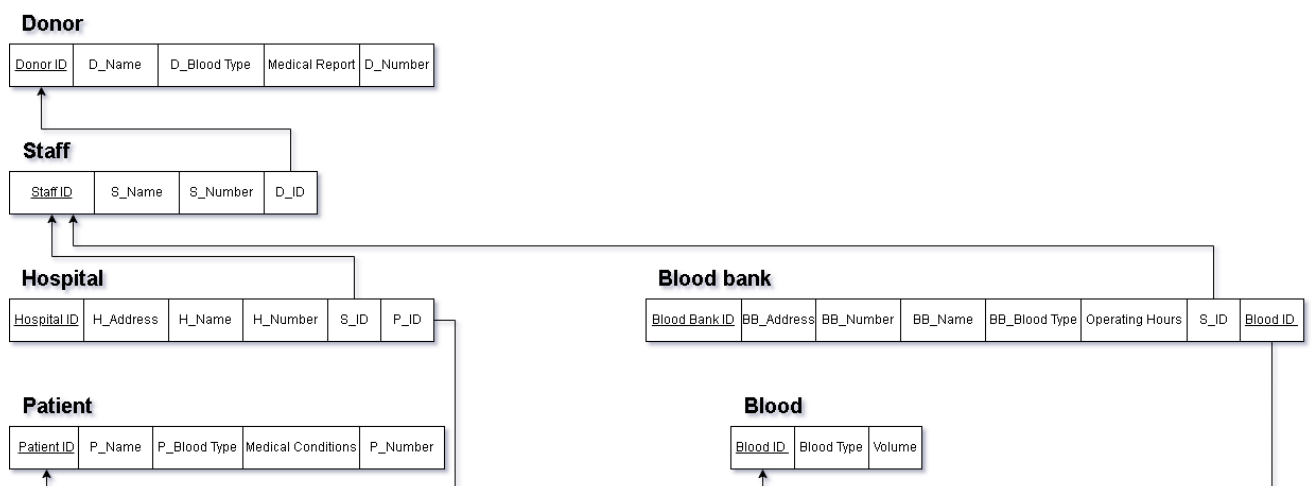 Donor
Donor ID D_Name D_Blood Type Medical Report D_Number
Staff
Staff ID S_Name S_Number D_ID
Hospital
Hospital ID H_Address H_Name H_Number S_ID P_ID
Blood bank
Blood Bank ID BB_Address BB_Number BB_Name BB_Blood Type Operating Hours S_ID Blood ID
Patient
Patient ID P_Name P_Blood Type Medical Conditions P_Number
Blood
Blood ID Blood Type Volume